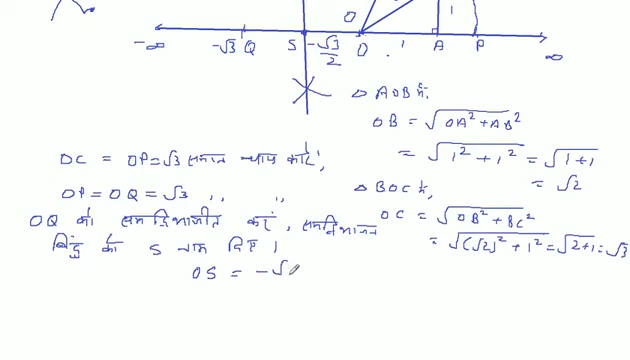 O 1
-∞ -√3 Q S -√3/2 O 1 A P ∞
△ AOB में,
OB = √OA² + AB²
= √1² + 1² = √1+1
= √2
OC = OP = √3 समान चाप काटें,
OP = OQ = √3 ,, ,,
OQ को समद्विभाजीत करें, समद्विभाजन
बिंदु को S नाम दिए।
OS = -√
△ BOC में,
OC = √OB² + BC²
= √(√2)² + 1² = √2+1 = √3